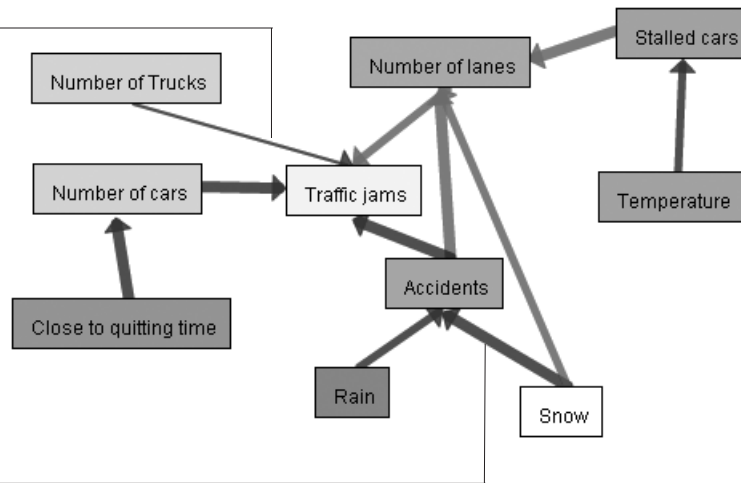 Stalled cars
Number of lanes
Number of Trucks
Number of cars
Traffic jams
Temperature
Accidents
Close to quitting time
Rain
Snow